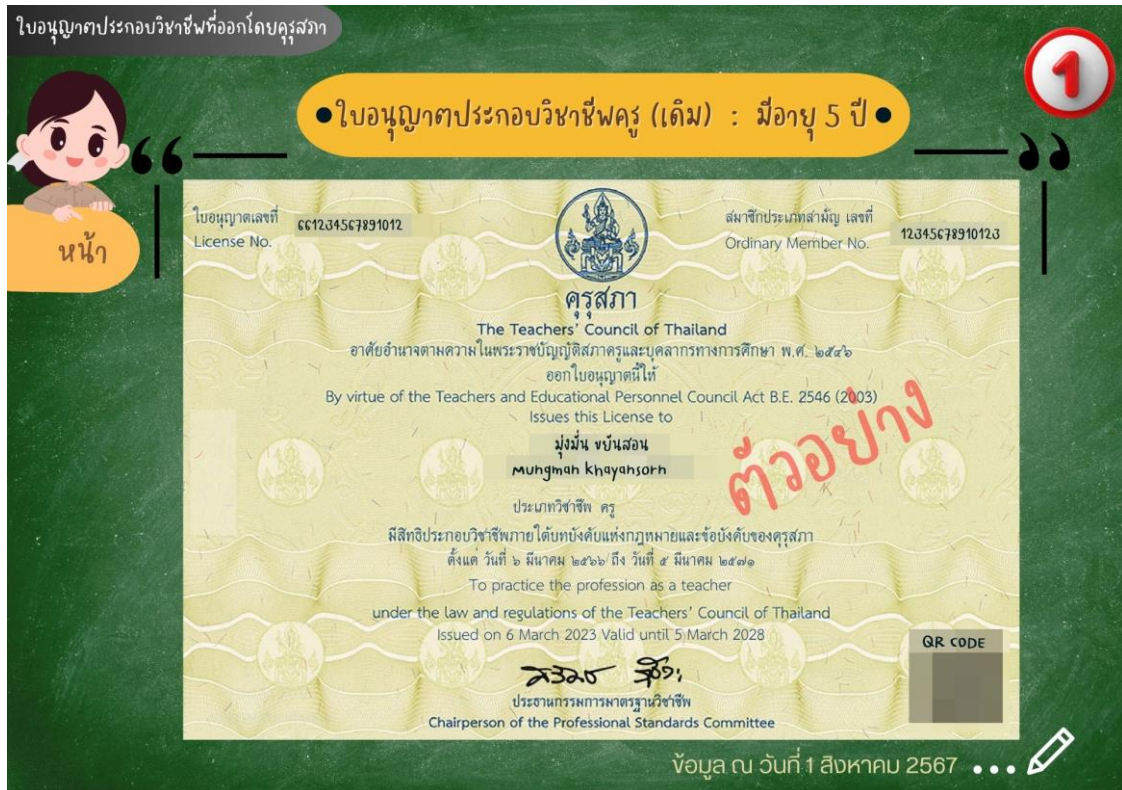 ใบอนุญาตประกอบวิชาชีพที่ออกโดยคุรุสภา
1
•ใบอนุญาตประกอบวิชาชีพครู (เดิม) : มีอายุ 5 ปี•
หน้า
ใบอนุญาตเลขที่ 661234567891012
License No.
สมาชิกประเภทสามัญ เลขที่ 12345678910123
Ordinary Member No.
คุรุสภา
The Teachers' Council of Thailand
อาศัยอำนาจตามความในพระราชบัญญัติสภาครูและบุคลากรทางการศึกษา พ.ศ. ๒๕๔๖
ออกใบอนุญาตนี้ให้
By virtue of the Teachers and Educational Personnel Council Act B.E. 2546 (2003)
Issues this License to
มุ่งมั่น ขยันสอน
Mungman Khayansorn
ตัวอย่าง
ประเภทวิชาชีพ ครู
มีสิทธิประกอบวิชาชีพภายใต้บทบังคับแห่งกฎหมายและข้อบังคับของคุรุสภา
ตั้งแต่ วันที่ ๖ มีนาคม ๒๕๖๖ ถึง วันที่ ๕ มีนาคม ๒๕๗๑
To practice the profession as a teacher
under the law and regulations of the Teachers' Council of Thailand
Issued on 6 March 2023 Valid until 5 March 2028
QR CODE
ประธานกรรมการมาตรฐานวิชาชีพ
Chairperson of the Professional Standards Committee
ข้อมูล ณ วันที่ 1 สิงหาคม 2567 ...